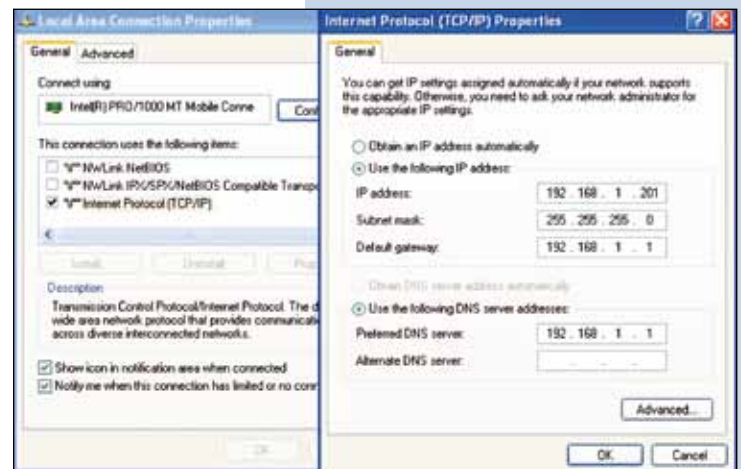 Local Area Connection Properties
General Advanced
Connect using:
Intel(R) PRO/1000 MT Mobile Conne
Conf
This connection uses the following items:
NWLink NetBIOS
NWLink IPX/SPX/NetBIOS Compatible Transpo
Internet Protocol (TCP/IP)
Install... Uninstall Prop
Description
Transmission Control Protocol/Internet Protocol. The d
wide area network protocol that provides communicati
across diverse interconnected networks.
Show icon in notification area when connected
Notify me when this connection has limited or no conn
OK
Internet Protocol (TCP/IP) Properties
General
You can get IP settings assigned automatically if your network supports
this capability. Otherwise, you need to ask your network administrator for
the appropriate IP settings.
Obtain an IP address automatically
Use the following IP address:
IP address: 192 . 168 . 1 . 201
Subnet mask: 255 . 255 . 255 . 0
Default gateway: 192 . 168 . 1 . 1
Obtain DNS server address automatically
Use the following DNS server addresses:
Preferred DNS server: 192 . 168 . 1 . 1
Alternate DNS server: . . .
Advanced...
OK Cancel